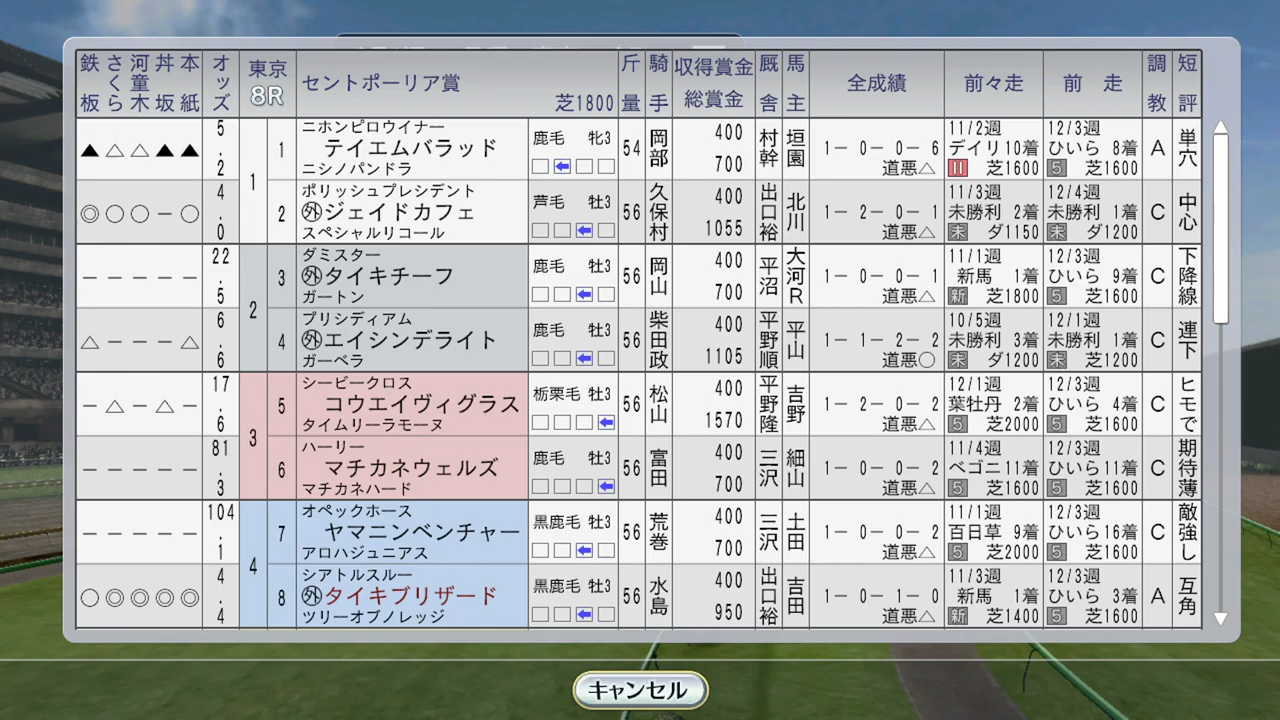 鉄板 さくら 河童木 丼坂 本紙 オッズ 東京 8R セントポーリア賞 芝1800 斤量 騎手 収得賞金 総賞金 厩舎 馬主 全成績 前々走 前 走 調教 短評
▲ △ △ ▲ ▲ 5.2 1 1 ニホンピロウイナー 鹿毛 牝3 54 岡部 400 村幹 垣園 1- 0- 0- 6 11/2週 12/3週 A 単穴
テイエムバラッド デイリ10着 ひいら 8着
ニシノパンドラ 700 道悪△ II 芝1600 5 芝1600
◎ ○ ○ - ○ 4.0 2 ポリッシュプレシデント 芦毛 牡3 56 久保村 400 出口裕 北川 1- 2- 0- 1 11/3週 12/4週 C 中心
外 ジェイドカフェ 未勝利 2着 未勝利 1着
スペシャルリコール 1055 道悪△ 未 ダ1150 未 ダ1200
- - - - - 22.5 2 3 ダミスター 鹿毛 牡3 56 岡山 400 平沼 大河R 1- 0- 0- 1 11/1週 12/3週 C 下降線
外 タイキチーフ 新馬 1着 ひいら 9着
ガートン 700 道悪△ 新 芝1800 5 芝1600
△ - - - △ 6.6 4 プリシディアム 鹿毛 牡3 56 柴田政 400 平野順 平山 1- 1- 2- 2 10/5週 12/1週 C 連下
外 エイシンデライト 未勝利 3着 未勝利 1着
ガーベラ 1105 道悪○ 未 ダ1200 未 芝1200
- △ - △ - 17.6 3 5 シービークロス 栃栗毛 牡3 56 松山 400 平野隆 吉野 1- 2- 0- 2 12/1週 12/3週 C ヒモで
コウエイヴィグラス 葉牡丹 2着 ひいら 4着
タイムリーラモーヌ 1570 道悪△ 5 芝2000 5 芝1600
- - - - - 81.3 6 ハーリー 鹿毛 牡3 56 富田 400 三沢 細山 1- 0- 0- 2 11/4週 12/3週 C 期待薄
マチカネウェルズ ベゴニ11着 ひいら11着
マチカネハード 700 道悪△ 5 芝1600 5 芝1600
- - - - - 104.1 4 7 オペックホース 黒鹿毛 牡3 56 荒巻 400 三沢 土田 1- 0- 0- 2 11/1週 12/3週 C 敵強し
ヤマニンベンチャー 百日草 9着 ひいら16着
アロハジュニアス 700 道悪△ 5 芝2000 5 芝1600
○ ◎ ◎ ◎ ◎ 4.4 8 シアトルスルー 黒鹿毛 牡3 56 水島 400 出口裕 吉田 1- 0- 1- 0 11/3週 12/3週 A 互角
外 タイキブリザード 新馬 1着 ひいら 3着
ツリーオブノレッジ 950 道悪△ 新 芝1400 5 芝1600
キャンセル